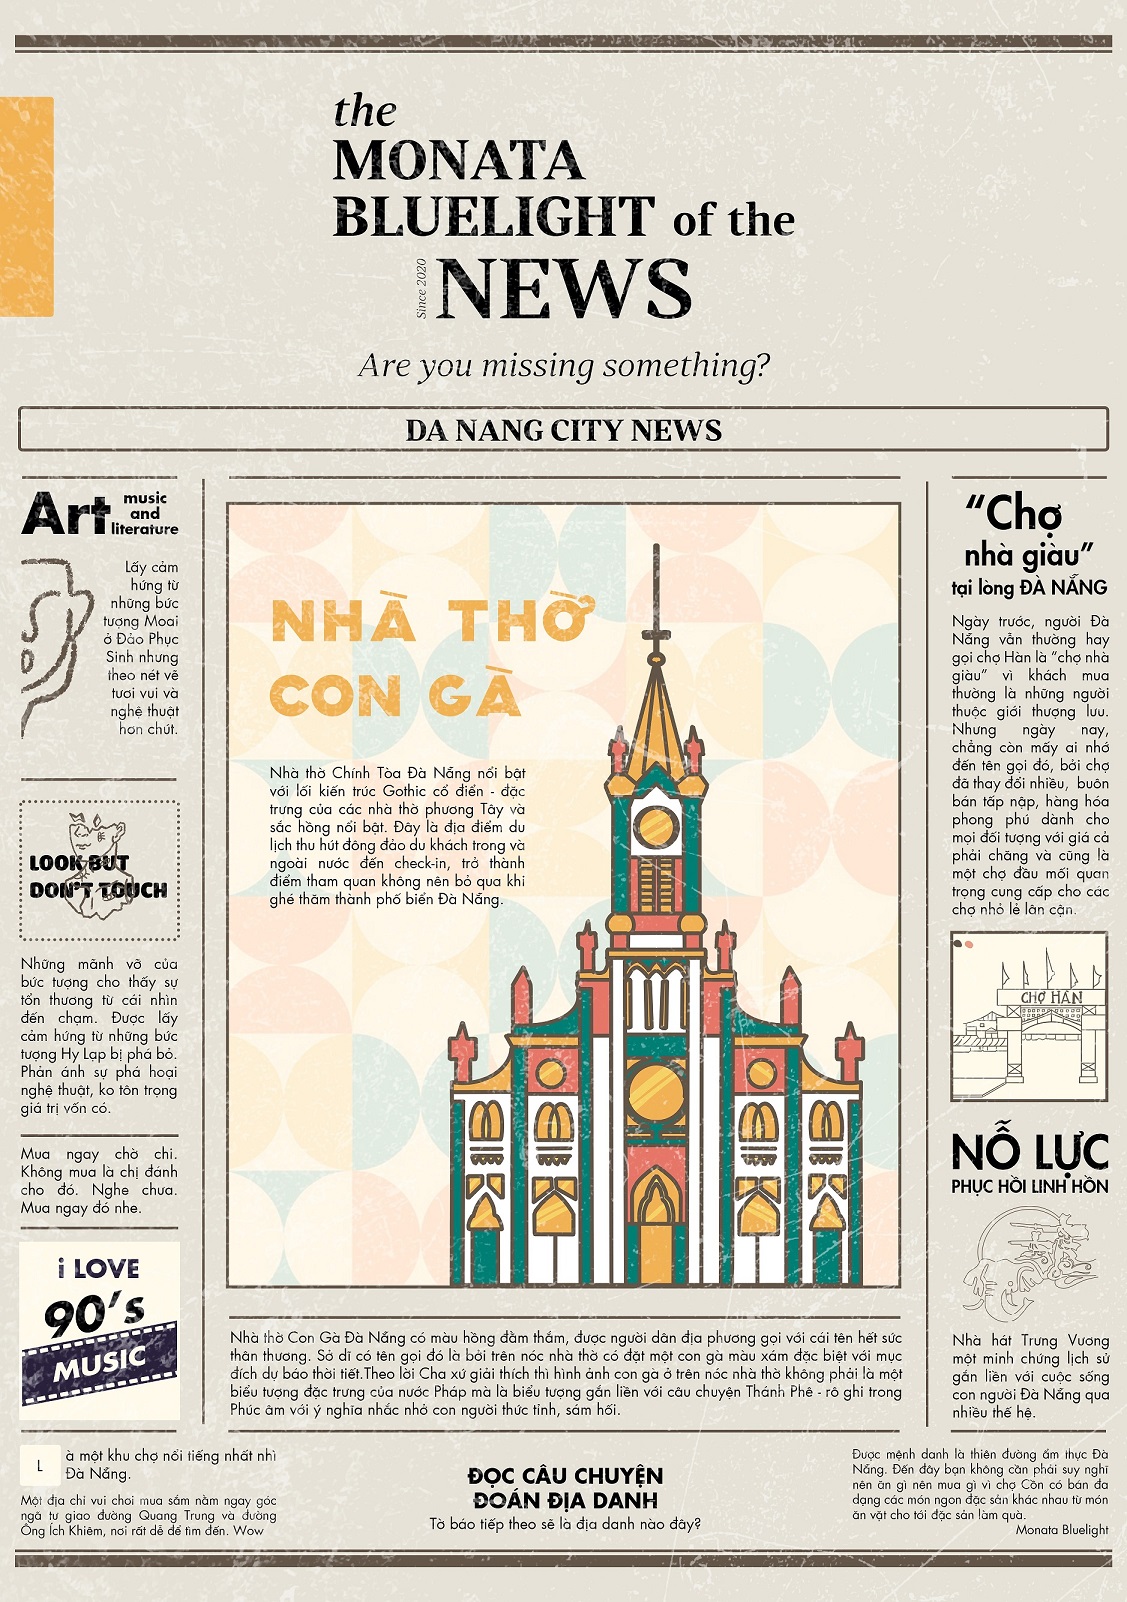 the
MONATA
BLUELIGHT of the
Since 2020
NEWS
Are you missing something?
DA NANG CITY NEWS
Art music
and
literature
Lấy cảm
hứng từ
những bức
tượng Moai
ở Đảo Phục
Sinh nhưng
theo nét vẽ
tươi vui và
nghệ thuật
hơn chút.
LOOK BUT
DON'T TOUCH
Những mãnh vỡ của
bức tượng cho thấy sự
tổn thương từ cái nhìn
đến chạm. Được lấy
cảm hứng từ những bức
tượng Hy Lạp bị phá bỏ.
Phản ánh sự phá hoại
nghệ thuật, ko tôn trọng
giá trị vốn có.
Mua ngay chờ chi.
Không mua là chị đánh
cho đó. Nghe chưa.
Mua ngay đó nhe.
i LOVE
90's
MUSIC
NHÀ THỜ
CON GÀ
Nhà thờ Chính Tòa Đà Nẵng nổi bật
với lối kiến trúc Gothic cổ điển - đặc
trưng của các nhà thờ phương Tây và
sắc hồng nổi bật. Đây là địa điểm du
lịch thu hút đông đảo du khách trong và
ngoài nước đến check-in, trở thành
điểm tham quan không nên bỏ qua khi
ghé thăm thành phố biển Đà Nẵng.
Nhà thờ Con Gà Đà Nẵng có màu hồng đằm thắm, được người dân địa phương gọi với cái tên hết sức
thân thương. Sở dĩ có tên gọi đó là bởi trên nóc nhà thờ có đặt một con gà màu xám đặc biệt với mục
đích dự báo thời tiết.Theo lời Cha xứ giải thích thì hình ảnh con gà ở trên nóc nhà thờ không phải là một
biểu tượng đặc trưng của nước Pháp mà là biểu tượng gắn liền với câu chuyện Thánh Phê - rô ghi trong
Phúc âm với ý nghĩa nhắc nhở con người thức tỉnh, sám hối.
“Chợ
nhà giàu”
tại lòng ĐÀ NẴNG
Ngày trước, người Đà
Nẵng vẫn thường hay
gọi chợ Hàn là “chợ nhà
giàu” vì khách mua
thường là những người
thuộc giới thượng lưu.
Nhưng ngày nay,
chẳng còn mấy ai nhớ
đến tên gọi đó, bởi chợ
đã thay đổi nhiều, buôn
bán tấp nập, hàng hóa
phong phú dành cho
mọi đối tượng với giá cả
phải chăng và cũng là
một chợ đầu mối quan
trọng cung cấp cho các
chợ nhỏ lẻ lân cận.
CHỢ HÀN
NỖ LỰC
PHỤC HỒI LINH HỒN
Nhà hát Trưng Vương
một minh chứng lịch sử
gắn liền với cuộc sống
con người Đà Nẵng qua
nhiều thế hệ.
L à một khu chợ nổi tiếng nhất nhì
Đà Nẵng.
Một địa chỉ vui chơi mua sắm nằm ngay góc
ngã tư giao đường Quang Trung và đường
Ông Ích Khiêm, nơi rất dễ để tìm đến. Wow
ĐỌC CÂU CHUYỆN
ĐOÁN ĐỊA DANH
Tờ báo tiếp theo sẽ là địa danh nào đây?
Được mệnh danh là thiên đường ẩm thực Đà
Nẵng. Đến đây bạn không cần phải suy nghĩ
nên ăn gì nên mua gì vì chợ Cồn có bán đa
dạng các món ngon đặc sản khác nhau từ món
ăn vặt cho tới đặc sản làm quà.
Monata Bluelight